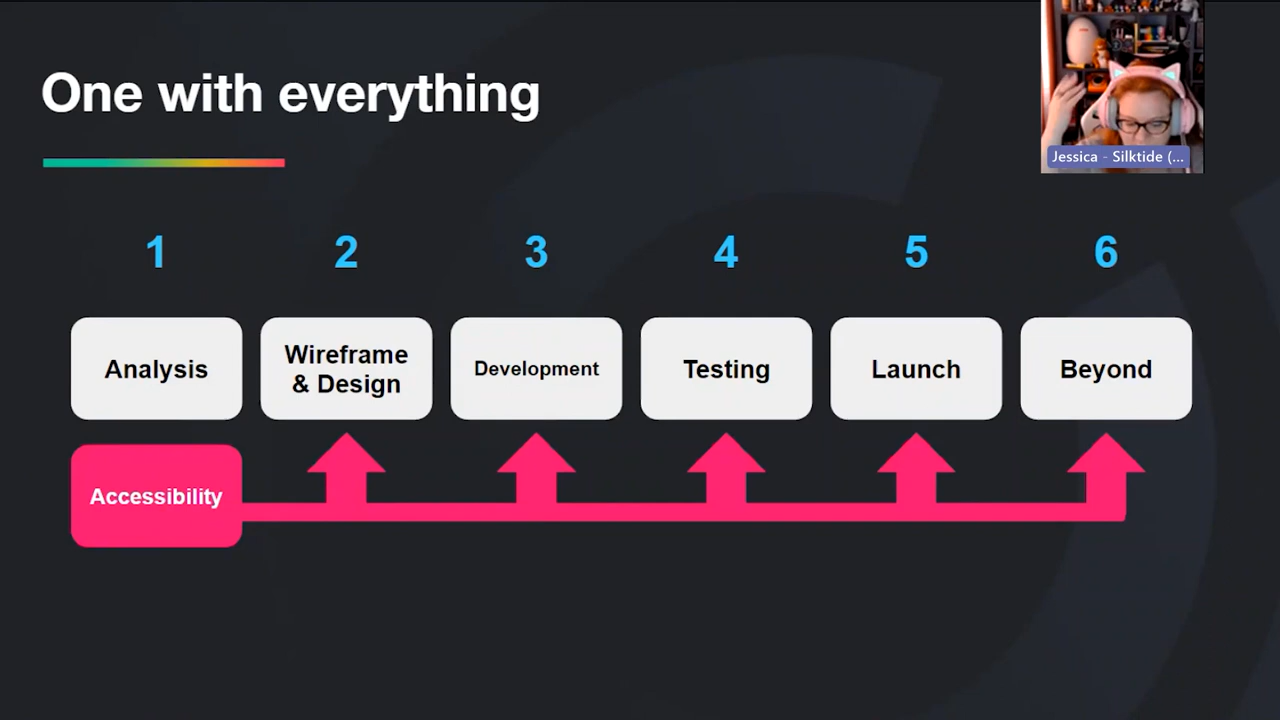 One with everything
Jessica - Silktide (...
1
2
3
4
5
6
Analysis
Wireframe
& Design
Development
Testing
Launch
Beyond
Accessibility